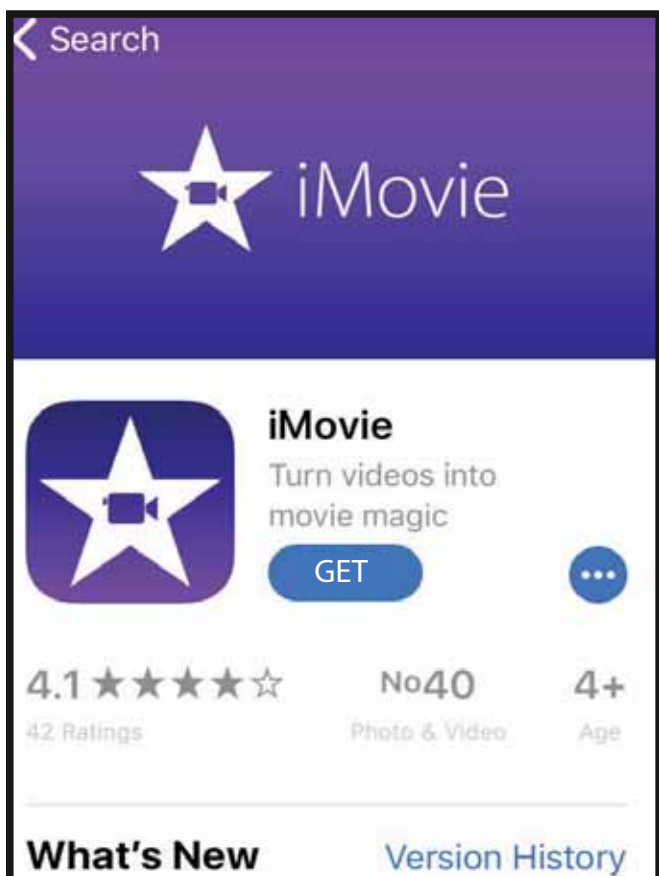 Search
iMovie
iMovie
Turn videos into
movie magic
GET
4.1 No40 4+
42 Ratings Photo & Video Age
What's New Version History